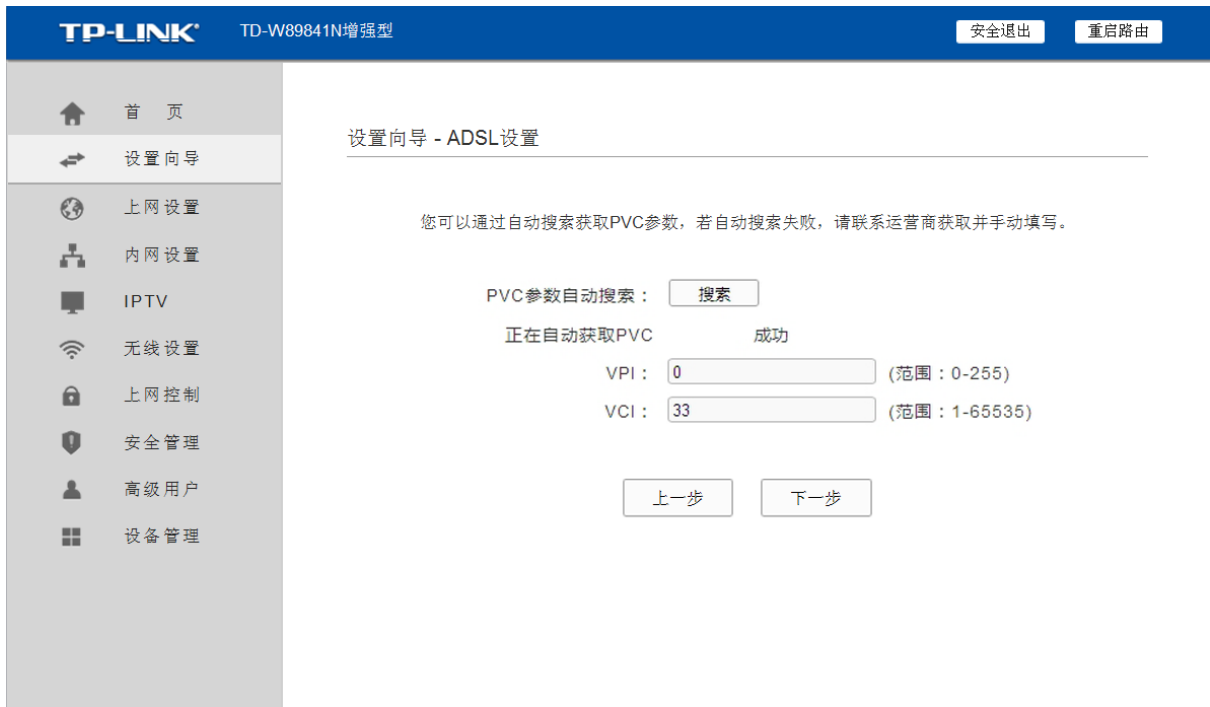 TP-LINK® TD-W89841N增强型 安全退出 重启路由
首 页
设置向导
上网设置
内网设置
IPTV
无线设置
上网控制
安全管理
高级用户
设备管理
设置向导 - ADSL设置
您可以通过自动搜索获取PVC参数，若自动搜索失败，请联系运营商获取并手动填写。
PVC参数自动搜索： 搜索
正在自动获取PVC 成功
VPI： 0 (范围：0-255)
VCI： 33 (范围：1-65535)
上一步 下一步